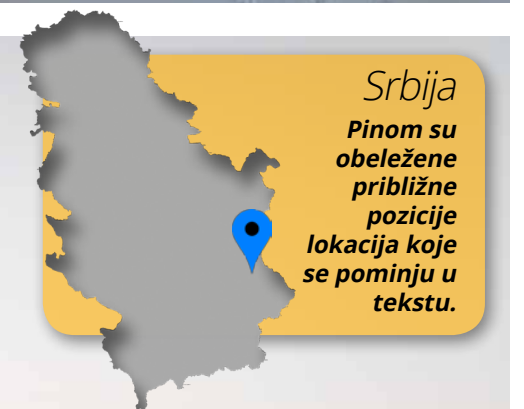 Srbija
Pinom su
obeležene
približne
pozicije
lokacija koje
se pominju u
tekstu.